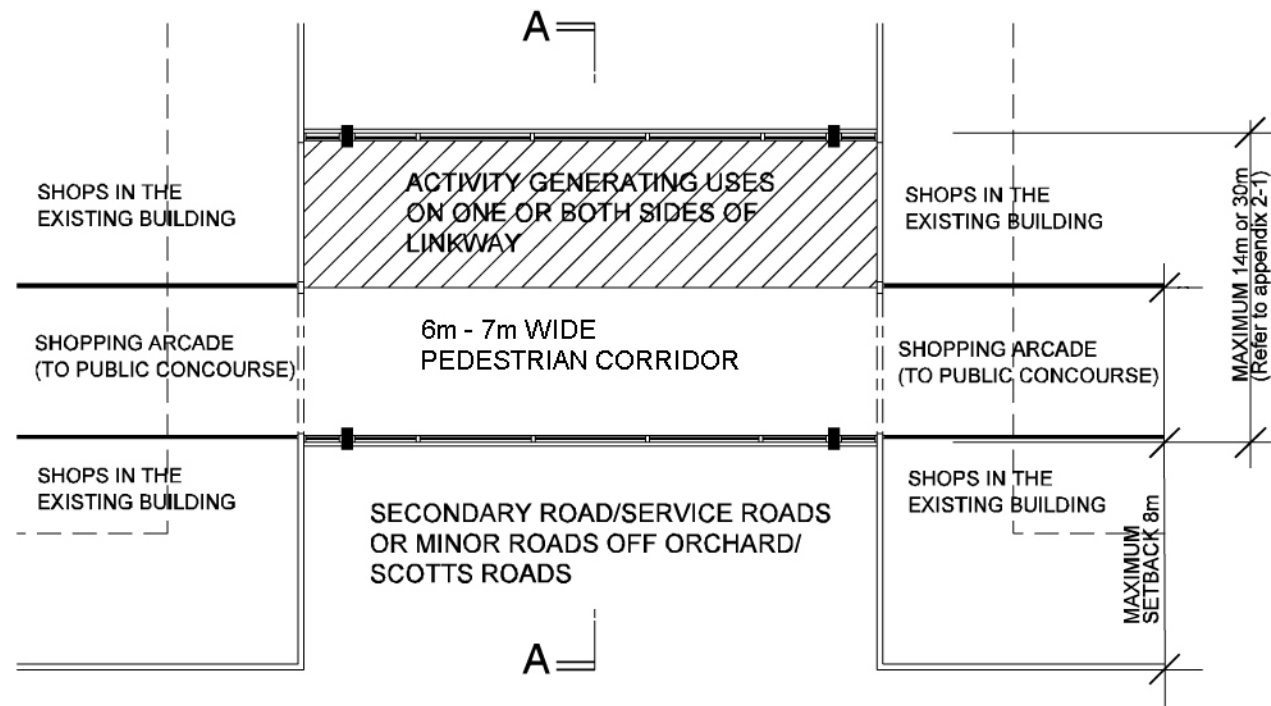 A
SHOPS IN THE
EXISTING BUILDING
ACTIVITY GENERATING USES
ON ONE OR BOTH SIDES OF
LINKWAY
SHOPS IN THE
EXISTING BUILDING
MAXIMUM 14m or 30m
(Refer to appendix 2-1)
SHOPPING ARCADE
(TO PUBLIC CONCOURSE)
6m - 7m WIDE
PEDESTRIAN CORRIDOR
SHOPPING ARCADE
(TO PUBLIC CONCOURSE)
SHOPS IN THE
EXISTING BUILDING
SECONDARY ROAD/SERVICE ROADS
OR MINOR ROADS OFF ORCHARD/
SCOTTS ROADS
SHOPS IN THE
EXISTING BUILDING
MAXIMUM
SETBACK 8m
A